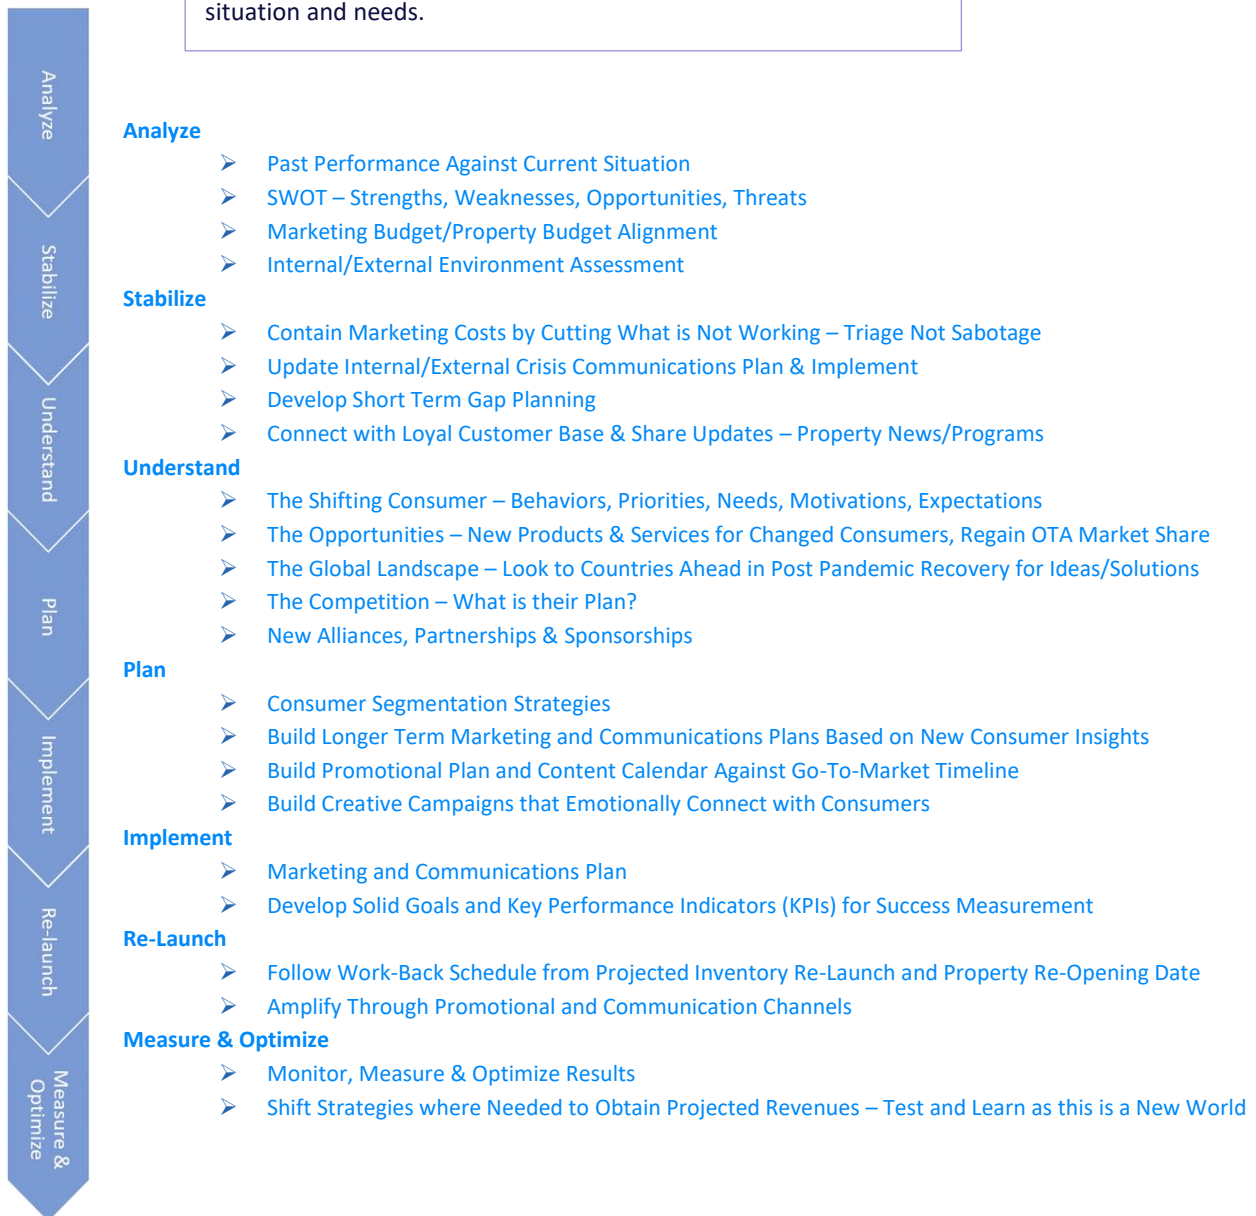 situation and needs.
Analyze
Stabilize
Understand
Plan
Implement
Re-launch
Measure &
Optimize
Analyze
➢ Past Performance Against Current Situation
➢ SWOT – Strengths, Weaknesses, Opportunities, Threats
➢ Marketing Budget/Property Budget Alignment
➢ Internal/External Environment Assessment
Stabilize
➢ Contain Marketing Costs by Cutting What is Not Working – Triage Not Sabotage
➢ Update Internal/External Crisis Communications Plan & Implement
➢ Develop Short Term Gap Planning
➢ Connect with Loyal Customer Base & Share Updates – Property News/Programs
Understand
➢ The Shifting Consumer – Behaviors, Priorities, Needs, Motivations, Expectations
➢ The Opportunities – New Products & Services for Changed Consumers, Regain OTA Market Share
➢ The Global Landscape – Look to Countries Ahead in Post Pandemic Recovery for Ideas/Solutions
➢ The Competition – What is their Plan?
➢ New Alliances, Partnerships & Sponsorships
Plan
➢ Consumer Segmentation Strategies
➢ Build Longer Term Marketing and Communications Plans Based on New Consumer Insights
➢ Build Promotional Plan and Content Calendar Against Go-To-Market Timeline
➢ Build Creative Campaigns that Emotionally Connect with Consumers
Implement
➢ Marketing and Communications Plan
➢ Develop Solid Goals and Key Performance Indicators (KPIs) for Success Measurement
Re-Launch
➢ Follow Work-Back Schedule from Projected Inventory Re-Launch and Property Re-Opening Date
➢ Amplify Through Promotional and Communication Channels
Measure & Optimize
➢ Monitor, Measure & Optimize Results
➢ Shift Strategies where Needed to Obtain Projected Revenues – Test and Learn as this is a New World